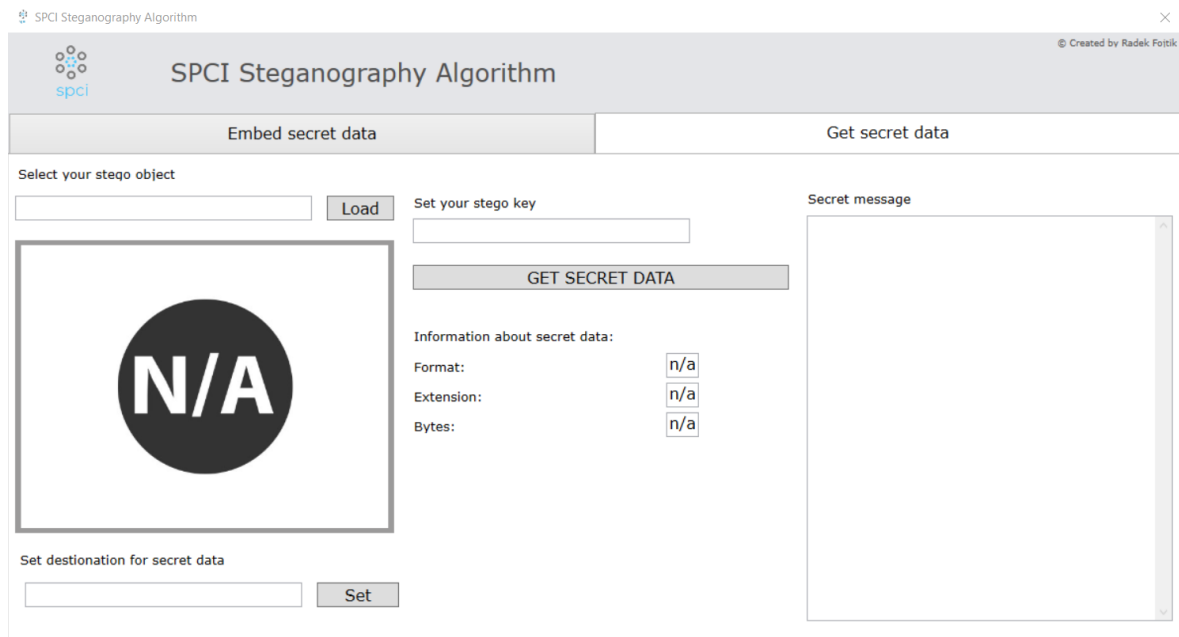 SPCI Steganography Algorithm
© Created by Radek Fojtik
spci
SPCI Steganography Algorithm
Embed secret data
Get secret data
Select your stego object
Load
N/A
Set destionation for secret data
Set
Set your stego key
GET SECRET DATA
Information about secret data:
Format: n/a
Extension: n/a
Bytes: n/a
Secret message